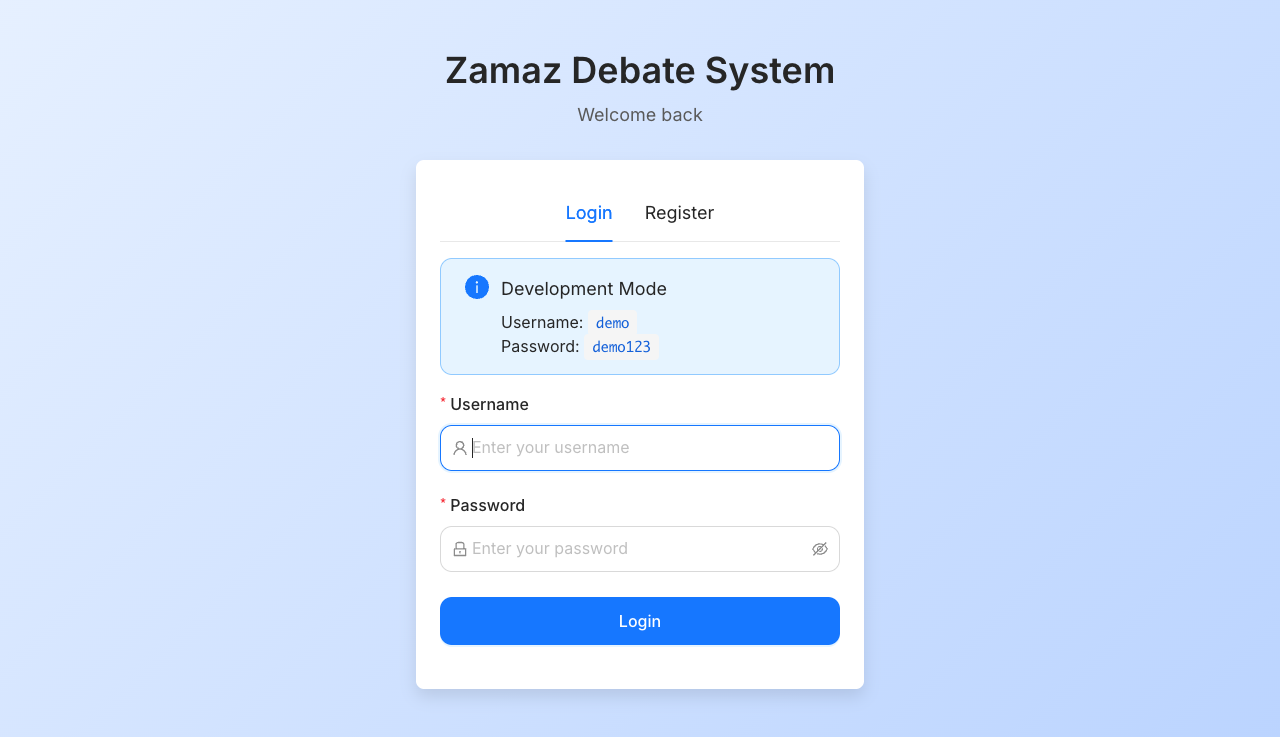 Zamaz Debate System
Welcome back
Login Register
Development Mode
Username: demo
Password: demo123
* Username
Enter your username
* Password
Enter your password
Login